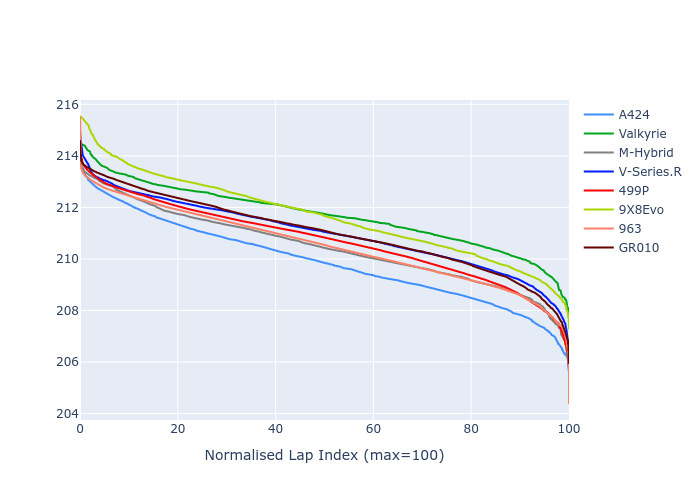 216
214
212
210
208
206
204
0 20 40 60 80 100
Normalised Lap Index (max=100)
A424
Valkyrie
M-Hybrid
V-Series.R
499P
9X8Evo
963
GR010